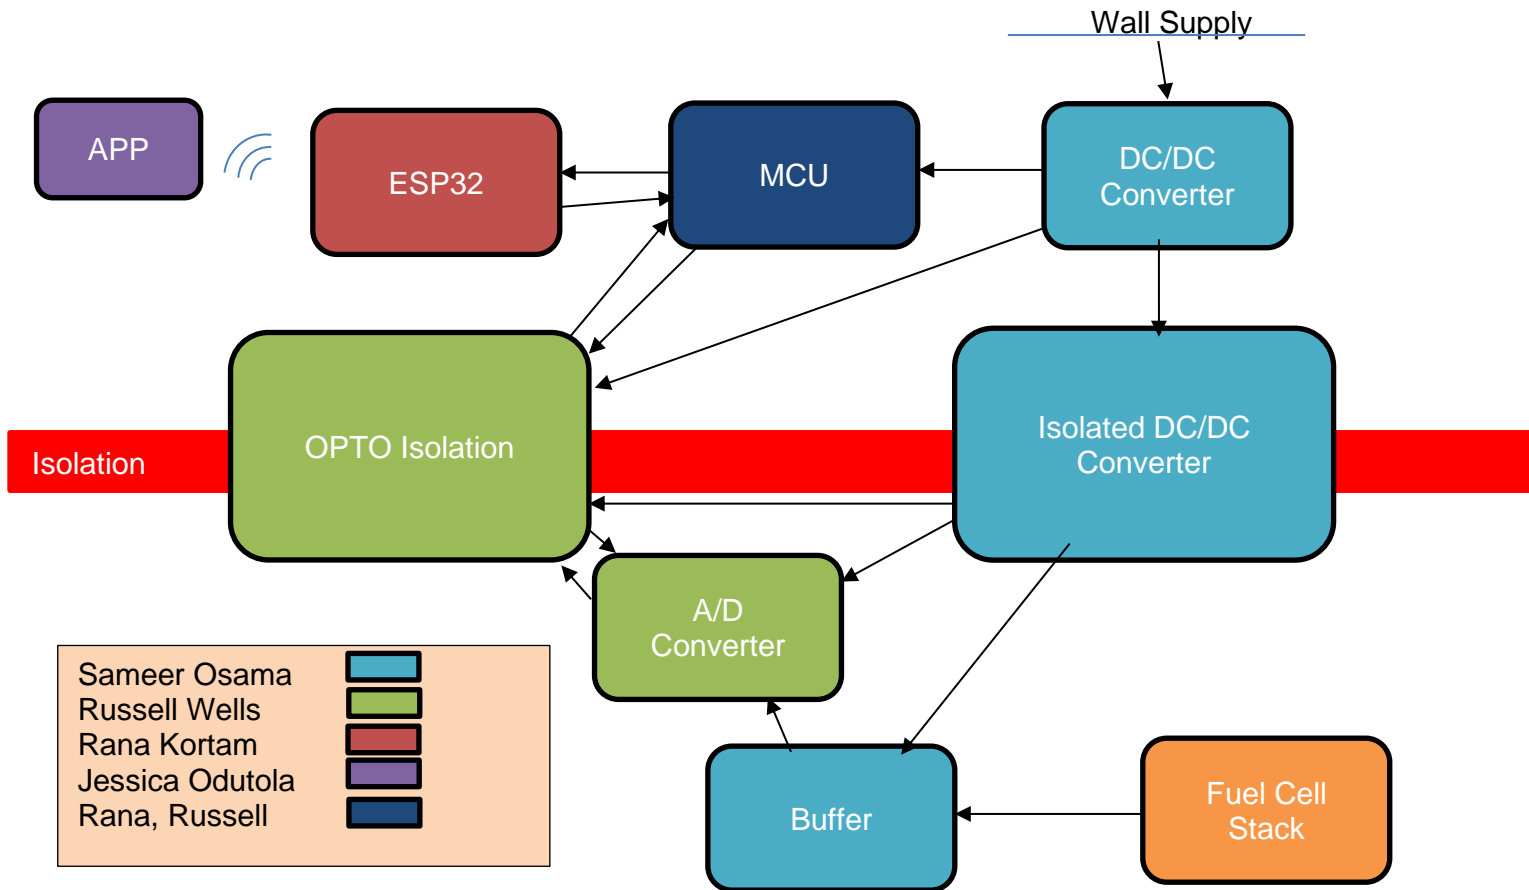 Wall Supply
APP
ESP32
MCU
DC/DC
Converter
OPTO Isolation
Isolated DC/DC
Converter
Isolation
A/D
Converter
Sameer Osama
Russell Wells
Rana Kortam
Jessica Odutola
Rana, Russell
Buffer
Fuel Cell
Stack